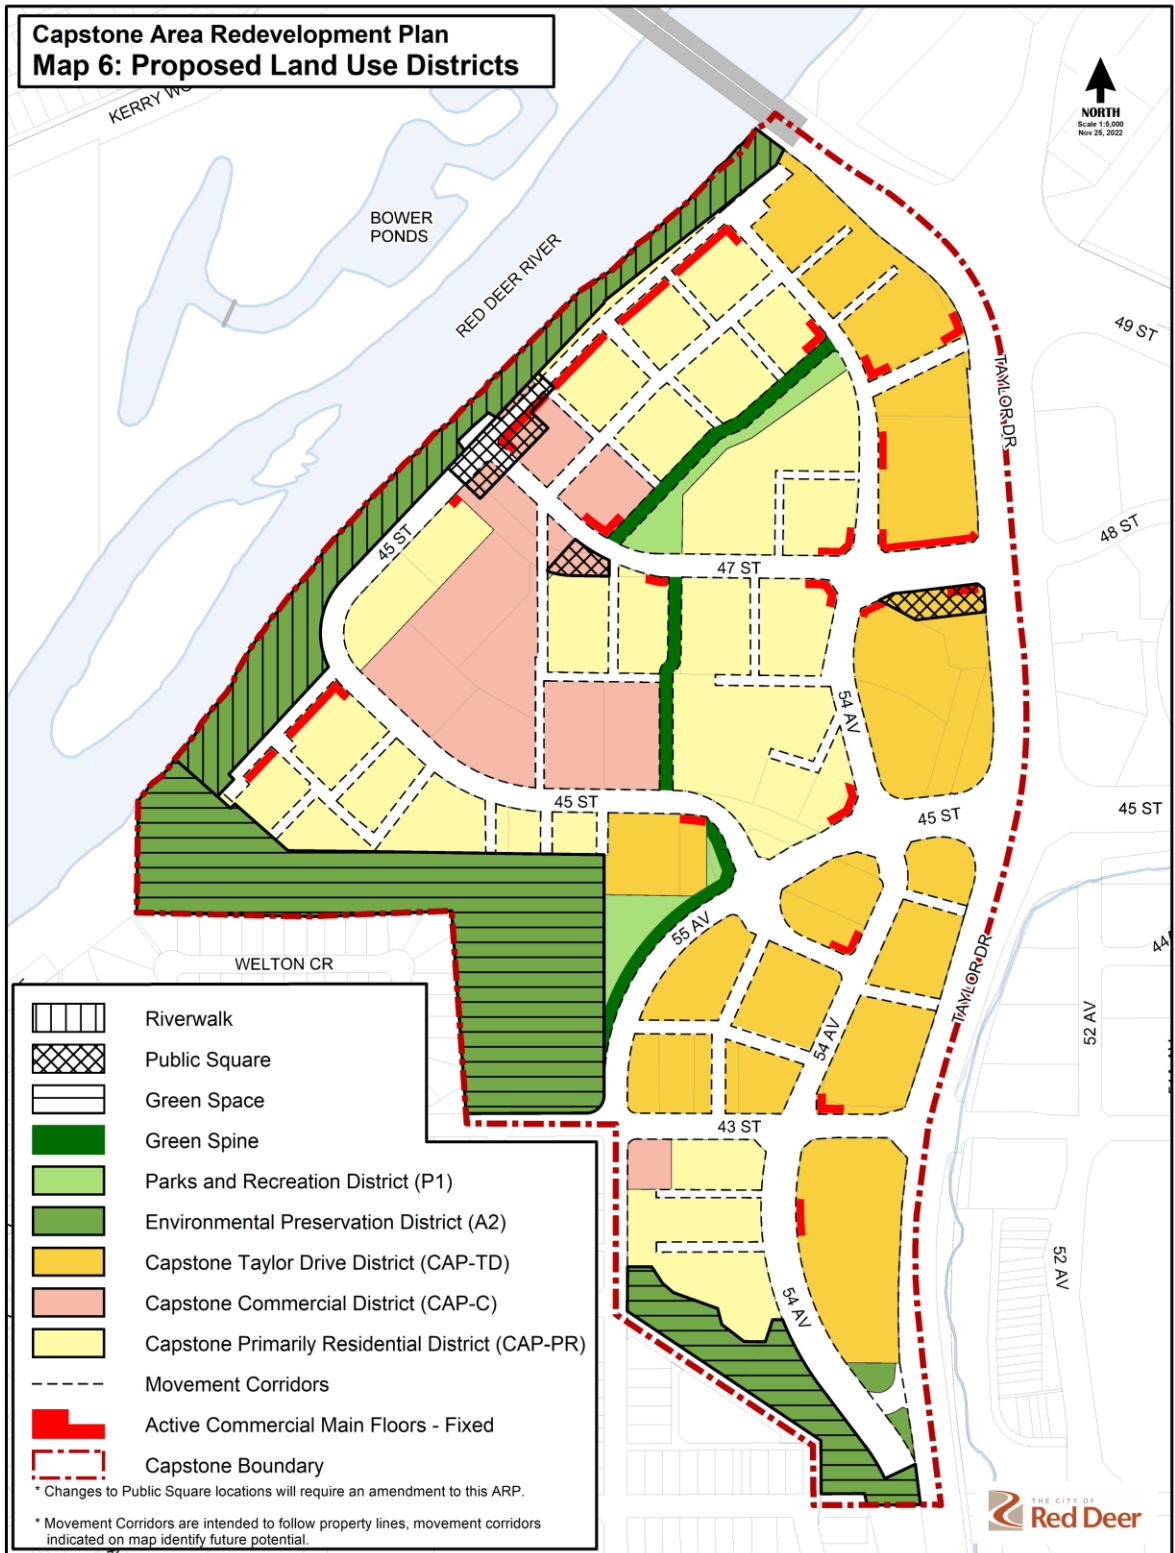 Capstone Area Redevelopment Plan
Map 6: Proposed Land Use Districts
KERRY
NORTH
Scale 1:5,000
Nov 25, 2022
BOWER
PONDS
RED DEER RIVER
49 ST
TAYLOR DR
48 ST
45 ST
47 ST
54 AV
45 ST
45 ST
45 ST
55 AV
WELTON CR
TAYLOR DR
44
52 AV
54 AV
43 ST
52 AV
54 AV
Riverwalk
Public Square
Green Space
Green Spine
Parks and Recreation District (P1)
Environmental Preservation District (A2)
Capstone Taylor Drive District (CAP-TD)
Capstone Commercial District (CAP-C)
Capstone Primarily Residential District (CAP-PR)
Movement Corridors
Active Commercial Main Floors - Fixed
Capstone Boundary
* Changes to Public Square locations will require an amendment to this ARP.
* Movement Corridors are intended to follow property lines, movement corridors
indicated on map identify future potential.
THE CITY OF
Red Deer